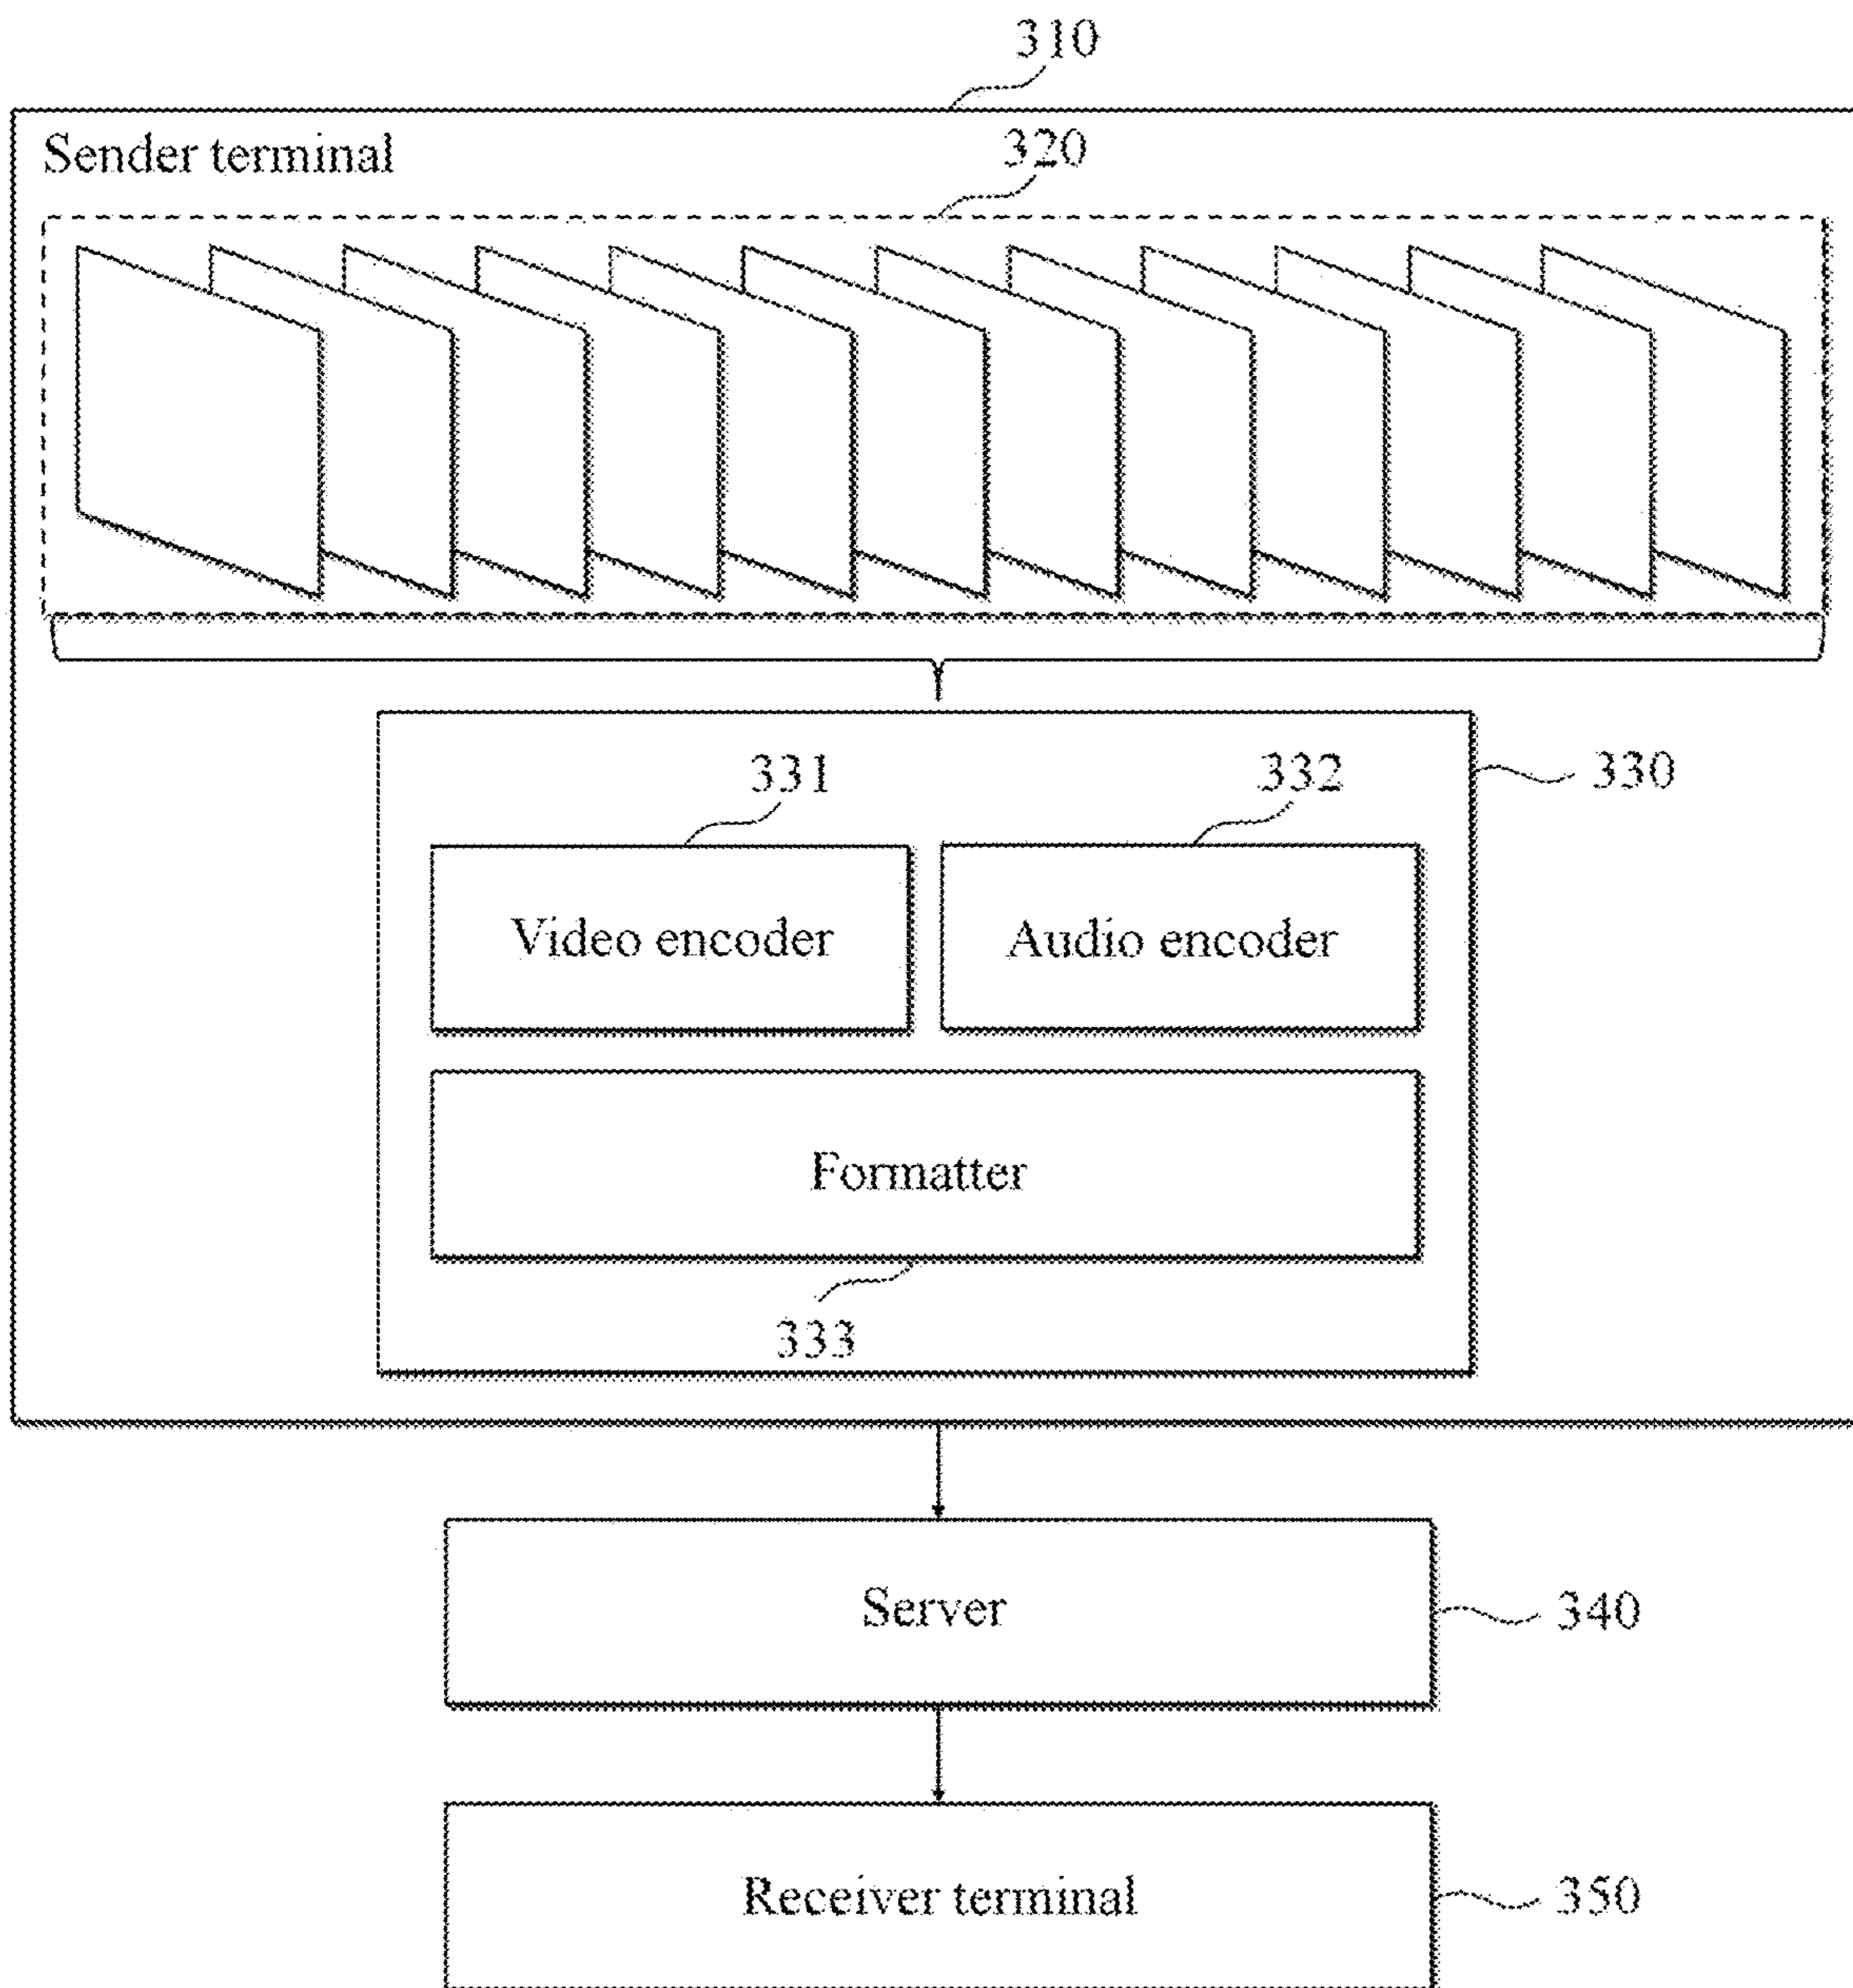 310
Sender terminal
320
331
332
330
Video encoder
Audio encoder
Formatter
333
Server
340
Receiver terminal
350